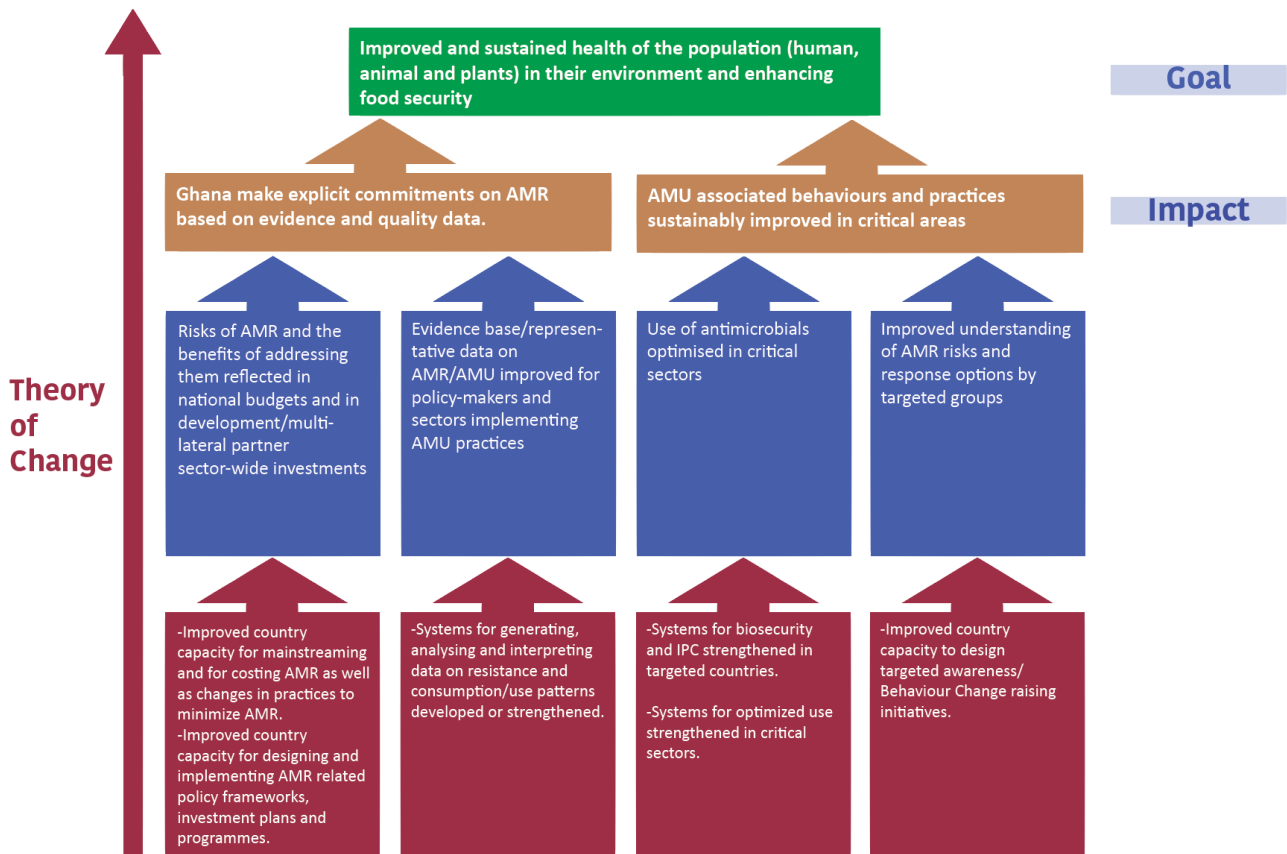 Improved and sustained health of the population (human,
animal and plants) in their environment and enhancing
food security
Goal
Ghana make explicit commitments on AMR
based on evidence and quality data.
AMU associated behaviours and practices
sustainably improved in critical areas
Impact
Theory
of
Change
Risks of AMR and the
benefits of addressing
them reflected in
national budgets and in
development/multi-
lateral partner
sector-wide investments
Evidence base/represen-
tative data on
AMR/AMU improved for
policy-makers and
sectors implementing
AMU practices
Use of antimicrobials
optimised in critical
sectors
Improved understanding
of AMR risks and
response options by
targeted groups
-Improved country
capacity for mainstreaming
and for costing AMR as well
as changes in practices to
minimize AMR.
-Improved country
capacity for designing and
implementing AMR related
policy frameworks,
investment plans and
programmes.
-Systems for generating,
analysing and interpreting
data on resistance and
consumption/use patterns
developed or strengthened.
-Systems for biosecurity
and IPC strengthened in
targeted countries.
-Systems for optimized use
strengthened in critical
sectors.
-Improved country
capacity to design
targeted awareness/
Behaviour Change raising
initiatives.